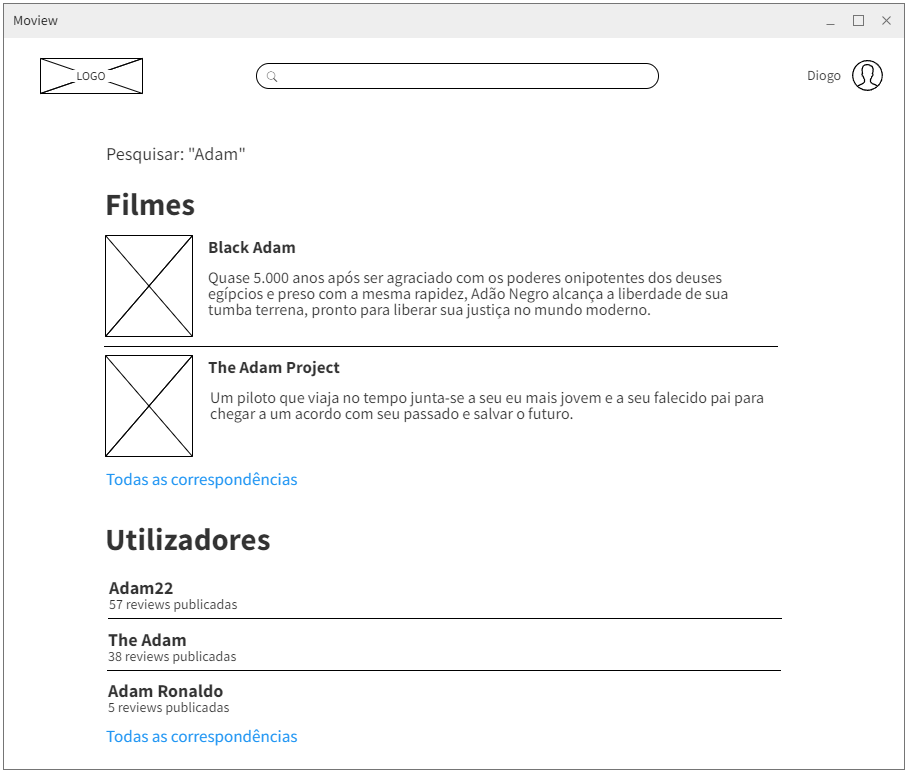 Moview
LOGO
Diogo
Pesquisar: "Adam"
Filmes
Black Adam
Quase 5.000 anos após ser agraciado com os poderes onipotentes dos deuses
egípcios e preso com a mesma rapidez, Adão Negro alcança a liberdade de sua
tumba terrena, pronto para liberar sua justiça no mundo moderno.
The Adam Project
Um piloto que viaja no tempo junta-se a seu eu mais jovem e a seu falecido pai para
chegar a um acordo com seu passado e salvar o futuro.
Todas as correspondências
Utilizadores
Adam22
57 reviews publicadas
The Adam
38 reviews publicadas
Adam Ronaldo
5 reviews publicadas
Todas as correspondências